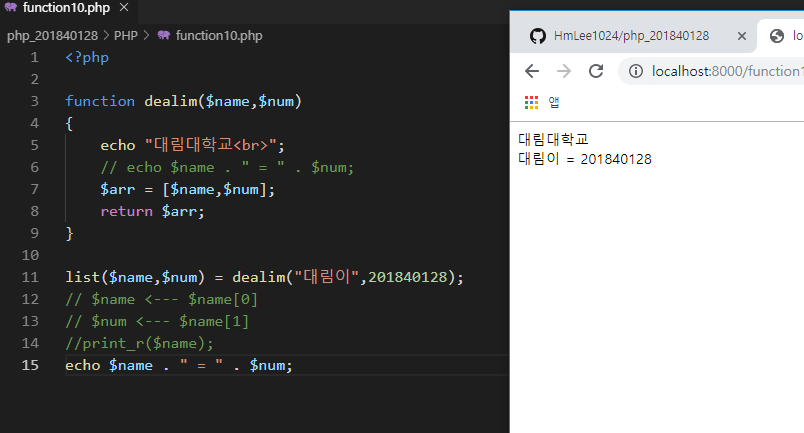 function10.php ×
php_201840128 > PHP > function10.php
1 <?php
2
3 function dealim($name,$num)
4 {
5 echo "대림대학교<br>";
6 // echo $name . " = " . $num;
7 $arr = [$name,$num];
8 return $arr;
9 }
10
11 list($name,$num) = dealim("대림이",201840128);
12 // $name <--- $name[0]
13 // $num <--- $name[1]
14 //print_r($name);
15 echo $name . " = " . $num;
HmLee1024/php_201840128 × lo
localhost:8000/function1
앱
대림대학교
대림이 = 201840128